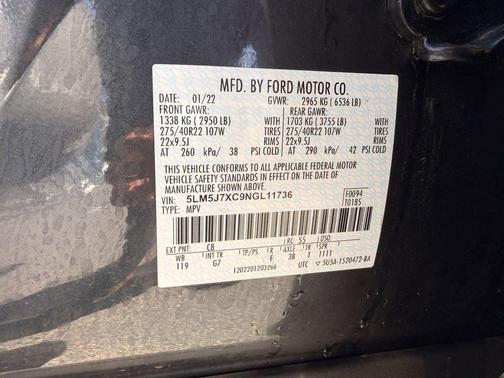 MFD. BY FORD MOTOR CO.
DATE: 01/22 GVWR: 2965 KG ( 6536 LB)
FRONT GAWR: REAR GAWR:
1338 KG ( 2950 LB) WITH 1703 KG ( 3755 LB) WITH
275/40R22 107W TIRES 275/40R22 107W TIRES
22x9.5J RIMS 22x9.5J RIMS
AT 260 kPa/ 38 PSI COLD AT 290 kPa/ 42 PSI COLD
THIS VEHICLE CONFORMS TO ALL APPLICABLE FEDERAL MOTOR
VEHICLE SAFETY STANDARDS IN EFFECT ON THE DATE OF
MANUFACTURE SHOWN ABOVE.
VIN: 5LM5J7XC9NGL11736 F0094
TYPE: MPV T0185
EXT PNT: C8 RC: 55 DSO:
WB INT TR TP/PS R AXLE TR
119 G7 F 38 T 1111
1202201203266 UTC 5U5A-1520472-BA